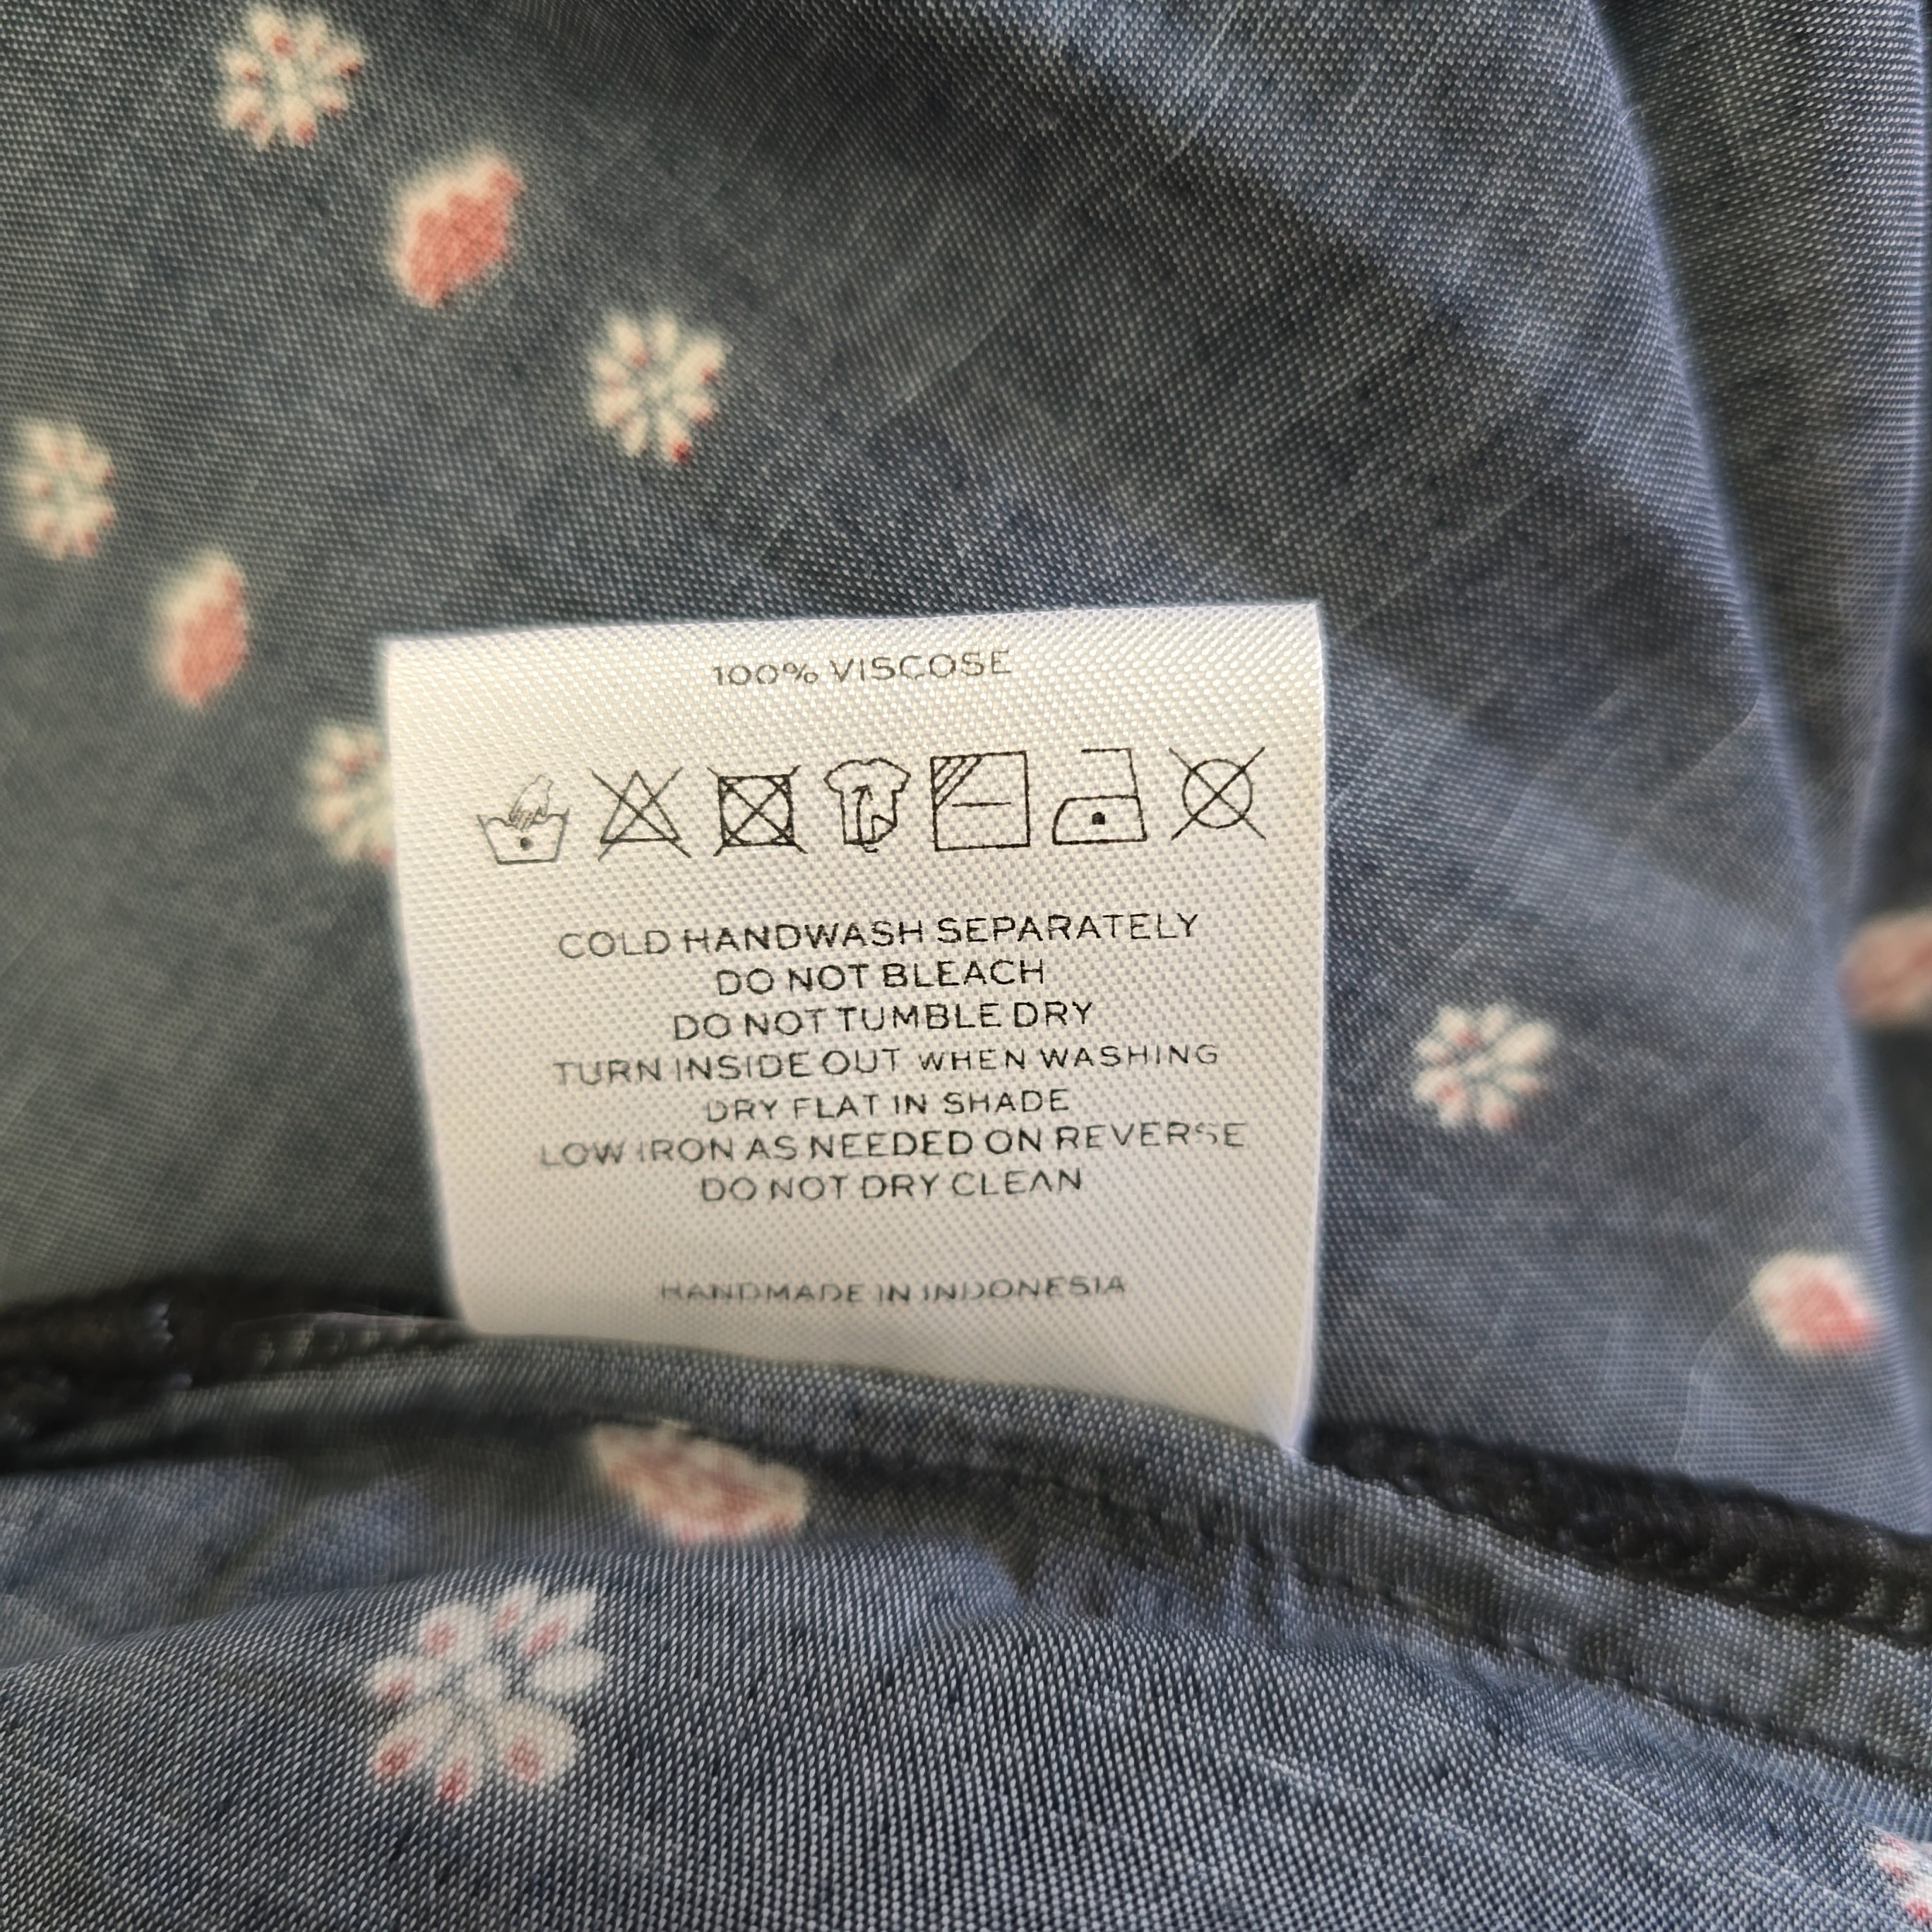 100% VISCOSE
COLD HANDWASH SEPARATELY
DO NOT BLEACH
DO NOT TUMBLE DRY
TURN INSIDE OUT WHEN WASHING
DRY FLAT IN SHADE
LOW IRON AS NEEDED ON REVERSE
DO NOT DRY CLEAN
HANDMADE IN INDONESIA